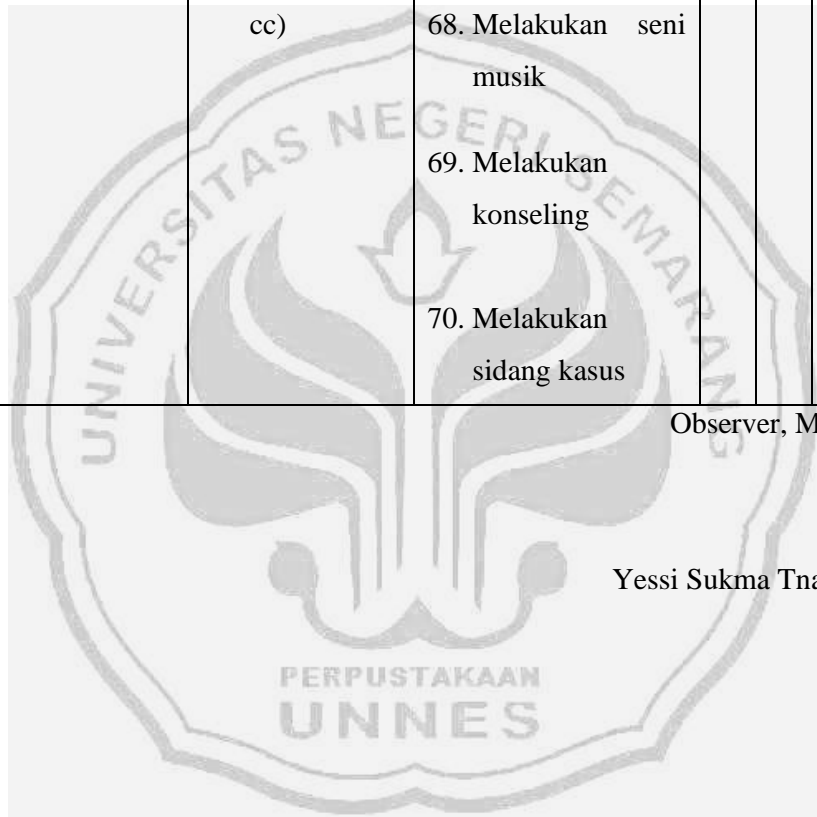 cc)
68. Melakukan seni
musik
69. Melakukan
konseling
70. Melakukan
sidang kasus
Observer, M
Yessi Sukma Tna
UNIVERSITAS NEGERI SEMARANG
PERPUSTAKAAN
UNNES